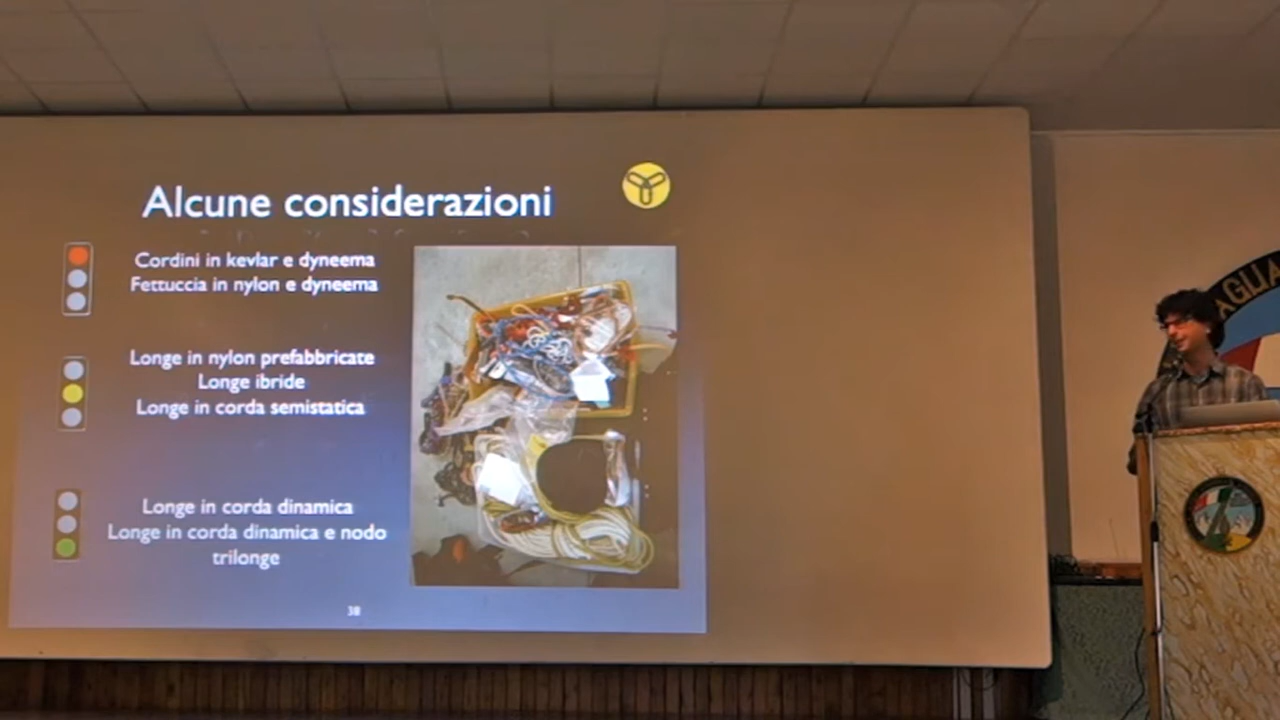 Alcune considerazioni
Cordini in kevlar e dyneema
Fettuccia in nylon e dyneema
Longe in nylon prefabbricate
Longe ibride
Longe in corda semistatica
Longe in corda dinamica
Longe in corda dinamica e nodo
trilonge
38
AGLIA